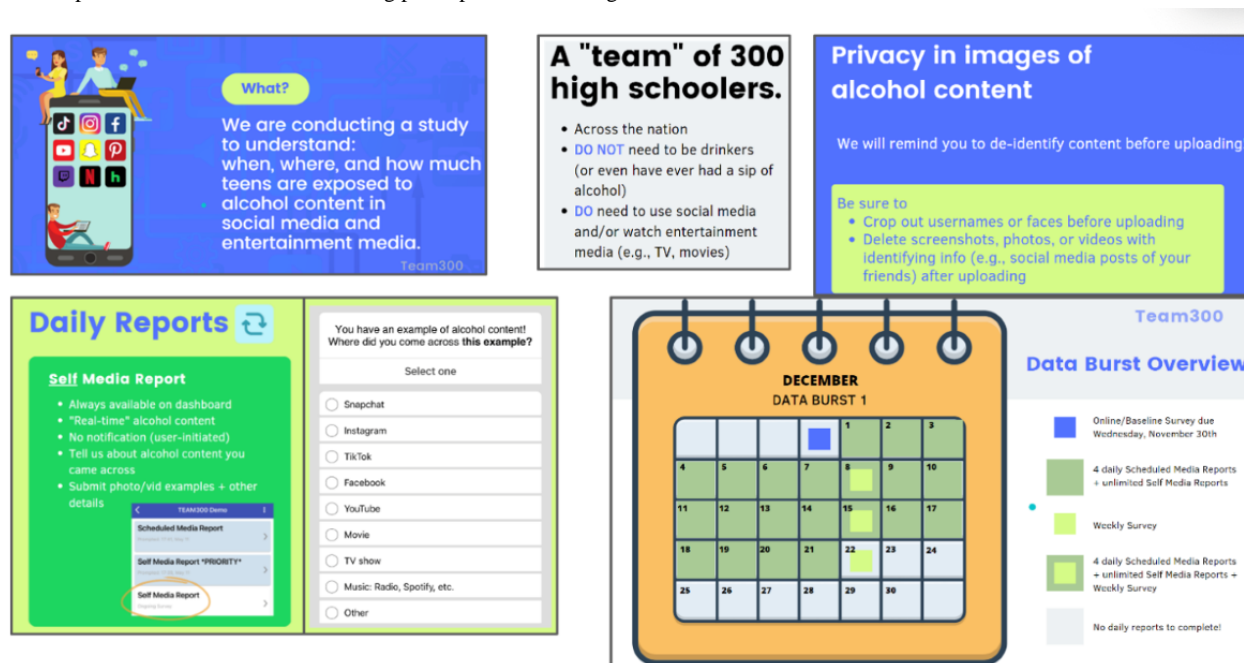 What?
We are conducting a study
to understand:
when, where, and how much
teens are exposed to
alcohol content in
social media and
entertainment media.
Team300
A "team" of 300
high schoolers.
• Across the nation
• DO NOT need to be drinkers
(or even have ever had a sip of
alcohol)
• DO need to use social media
and/or watch entertainment
media (e.g., TV, movies)
Privacy in images of
alcohol content
We will remind you to de-identify content before uploading
Be sure to
• Crop out usernames or faces before uploading
• Delete screenshots, photos, or videos with
identifying info (e.g., social media posts of your
friends) after uploading
Daily Reports
Self Media Report
• Always available on dashboard
• "Real-time" alcohol content
• No notification (user-initiated)
• Tell us about alcohol content you
came across
• Submit photo/vid examples + other
details
TEAM300 Demo
Scheduled Media Report
Self Media Report *PRIORITY*
Self Media Report
Ongoing Survey
You have an example of alcohol content!
Where did you come across this example?
Select one
Snapchat
Instagram
TikTok
Facebook
YouTube
Movie
TV show
Music: Radio, Spotify, etc.
Other
DECEMBER
DATA BURST 1
1 2 3
4 5 6 7 8 9 10
11 12 13 14 15 16 17
18 19 20 21 22 23 24
25 26 27 28 29 30
Team300
Data Burst Overview
Online/Baseline Survey due
Wednesday, November 30th
4 daily Scheduled Media Reports
+ unlimited Self Media Reports
Weekly Survey
4 daily Scheduled Media Reports
+ unlimited Self Media Reports +
Weekly Survey
No daily reports to complete!